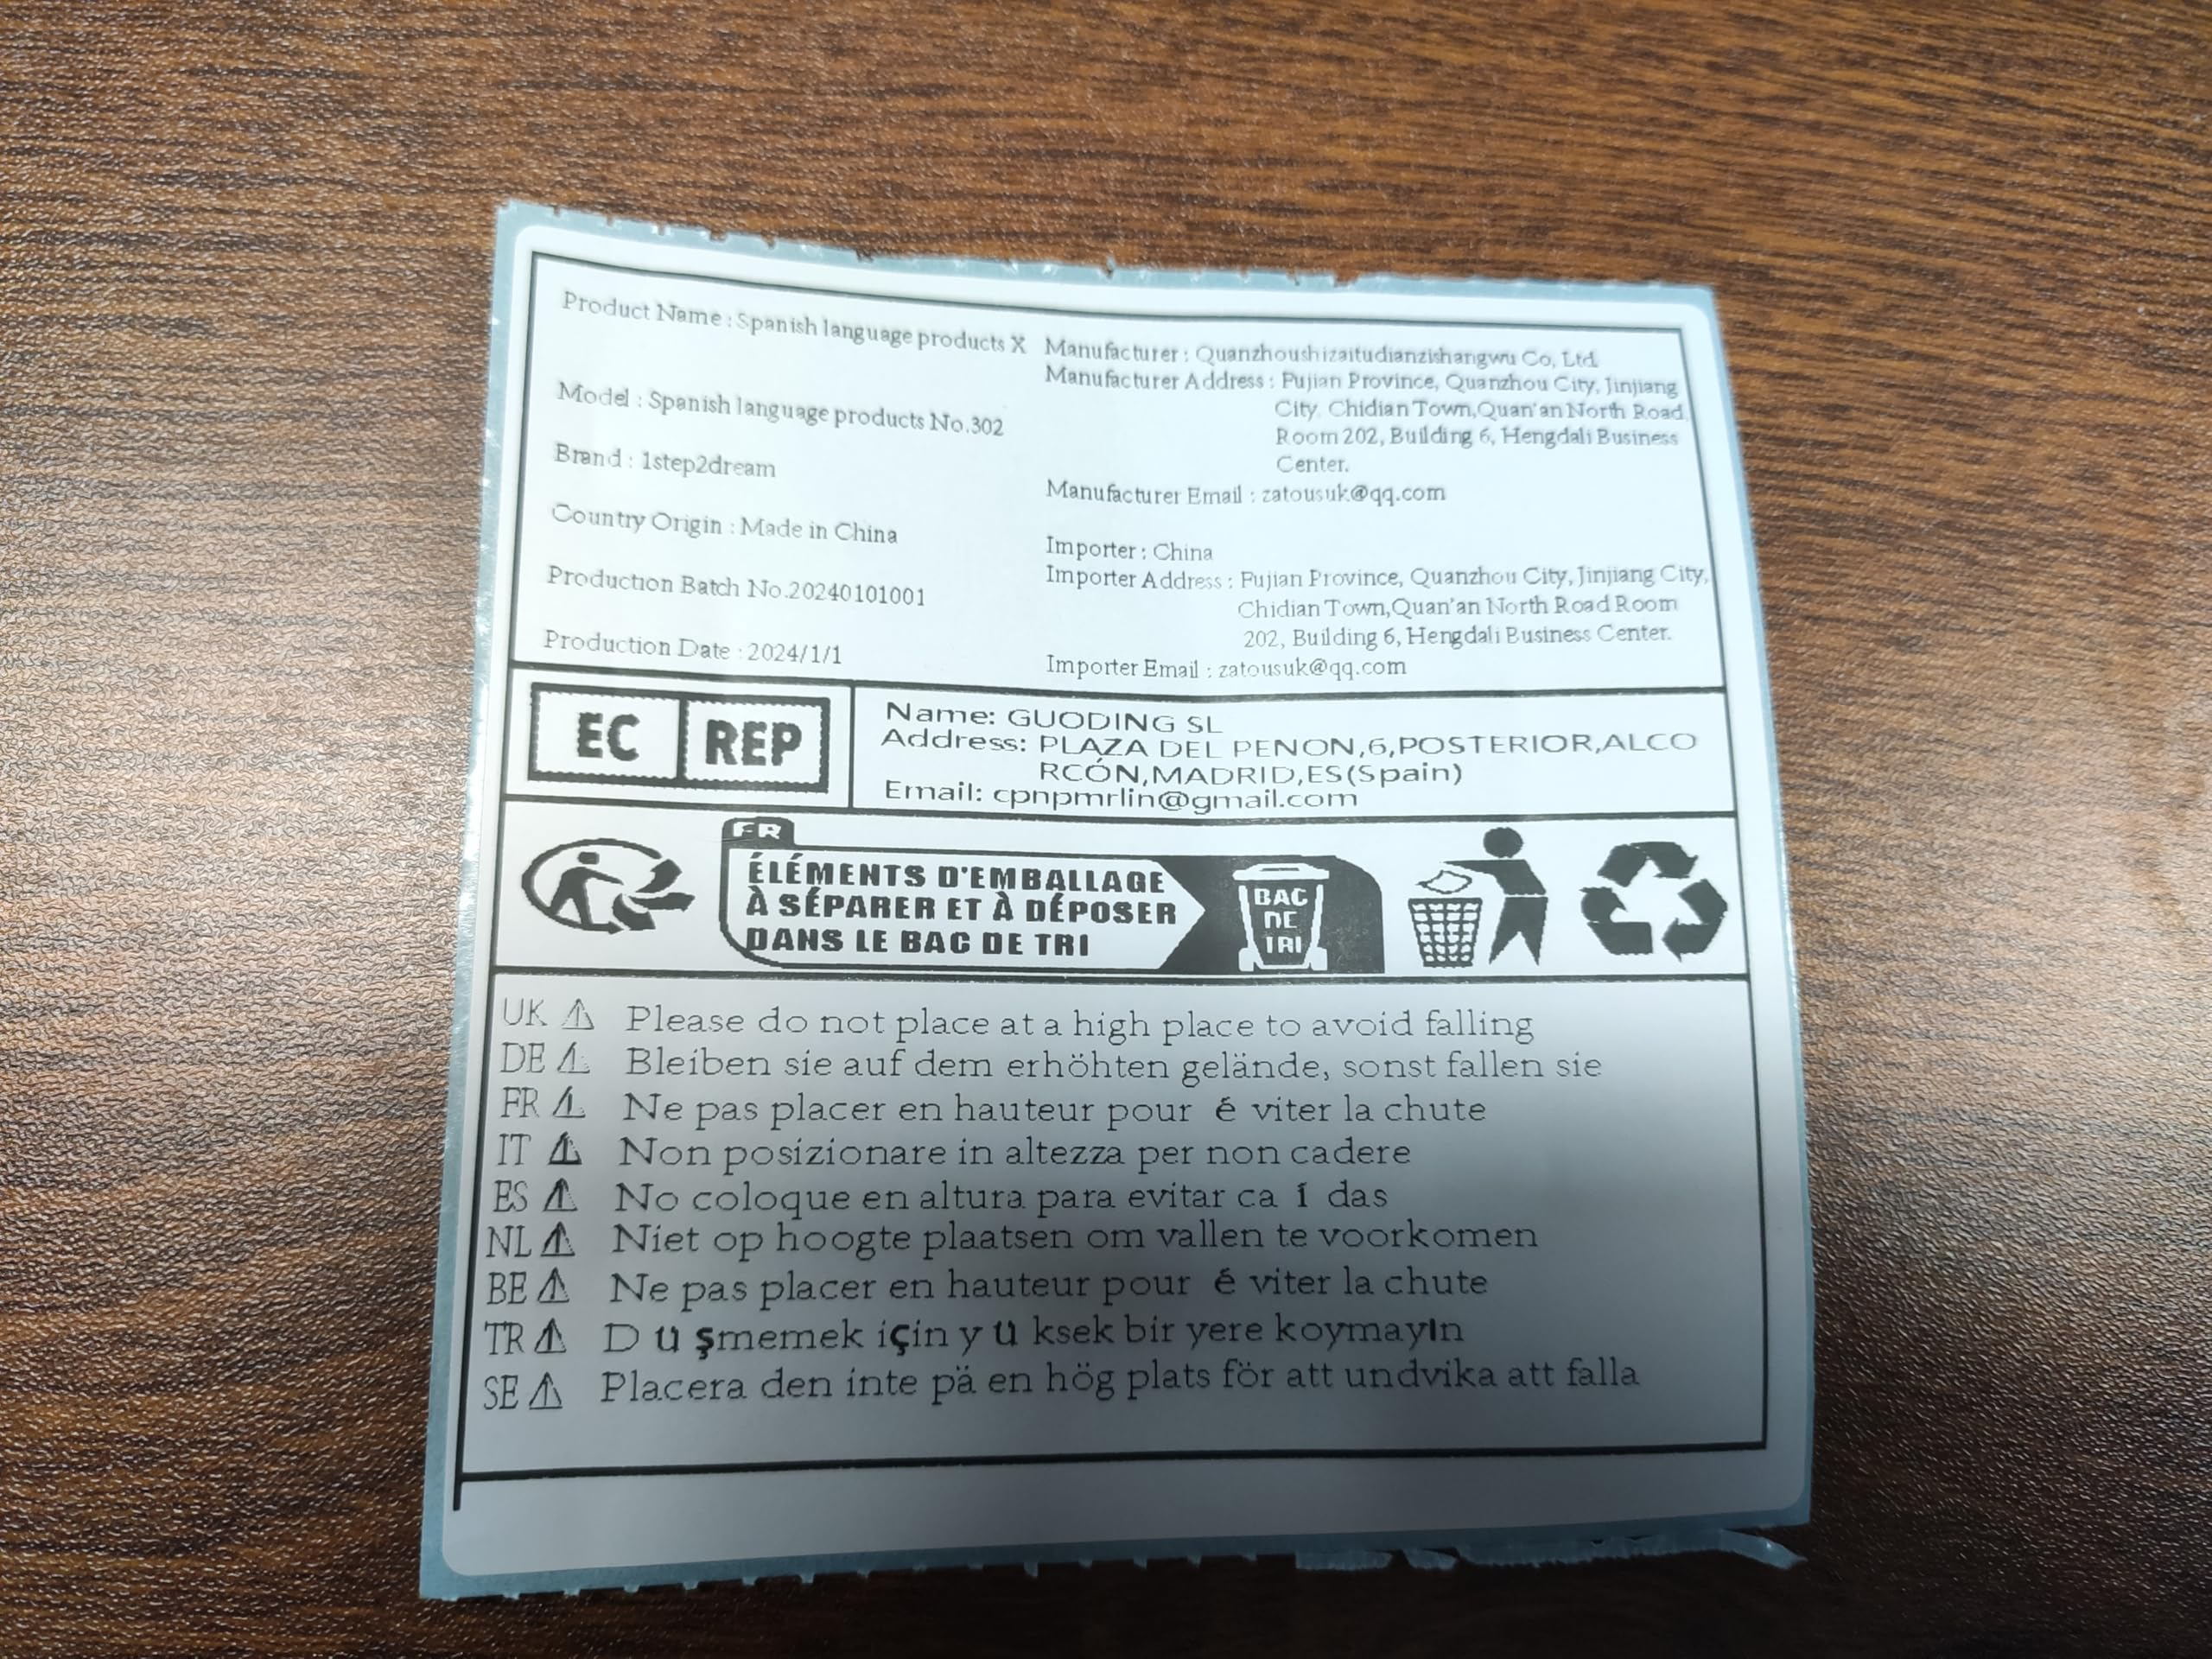 Product Name : Spanish language products X
Model : Spanish language products No.302
Brand : 1step2dream
Country Origin : Made in China
Production Batch No.20240101001
Production Date : 2024/1/1
Manufacturer : Quanzhoushizaitudianzishangwu Co, Ltd.
Manufacturer Address : Fujian Province, Quanzhou City, Jinjiang
City, Chidian Town,Quan'an North Road,
Room 202, Building 6, Hengdali Business
Center.
Manufacturer Email : zatousuk@qq.com
Importer : China
Importer Address : Fujian Province, Quanzhou City, Jinjiang City,
Chidian Town,Quan'an North Road Room
202, Building 6, Hengdali Business Center.
Importer Email : zatousuk@qq.com
EC REP
Name: GUODING SL
Address: PLAZA DEL PENON,6,POSTERIOR,ALCO
RCÓN,MADRID,ES(Spain)
Email: cpnpmrlin@gmail.com
FR
ÉLÉMENTS D'EMBALLAGE
À SÉPARER ET À DÉPOSER
DANS LE BAC DE TRI
BAC
DE
TRI
UK ⚠ Please do not place at a high place to avoid falling
DE ⚠ Bleiben sie auf dem erhöhten gelände, sonst fallen sie
FR ⚠ Ne pas placer en hauteur pour é viter la chute
IT ⚠ Non posizionare in altezza per non cadere
ES ⚠ No coloque en altura para evitar ca í das
NL ⚠ Niet op hoogte plaatsen om vallen te voorkomen
BE ⚠ Ne pas placer en hauteur pour é viter la chute
TR ⚠ D ü şmemek için y ü ksek bir yere koymayın
SE ⚠ Placera den inte på en hög plats för att undvika att falla